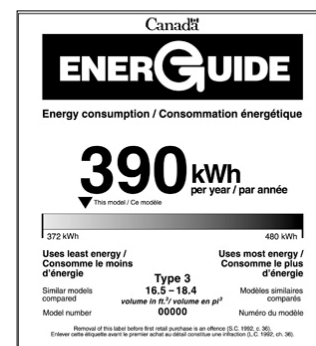 Canada
ENERGUIDE
Energy consumption / Consommation énergétique
390 kWh
per year / par année
This model / Ce modèle
372 kWh 480 kWh
Uses least energy / Uses most energy /
Consomme le moins Consomme le plus
d'énergie d'énergie
Type 3
Similar models 16.5 – 18.4 Modèles similaires
compared volume in ft.³/ volume en pi³ comparés
Model number 00000 Numéro du modèle
Removal of this label before first retail purchase is an offence (S.C. 1992, c. 36).
Enlever cette étiquette avant le premier achat au détail constitue une infraction (L.C. 1992, ch. 36).